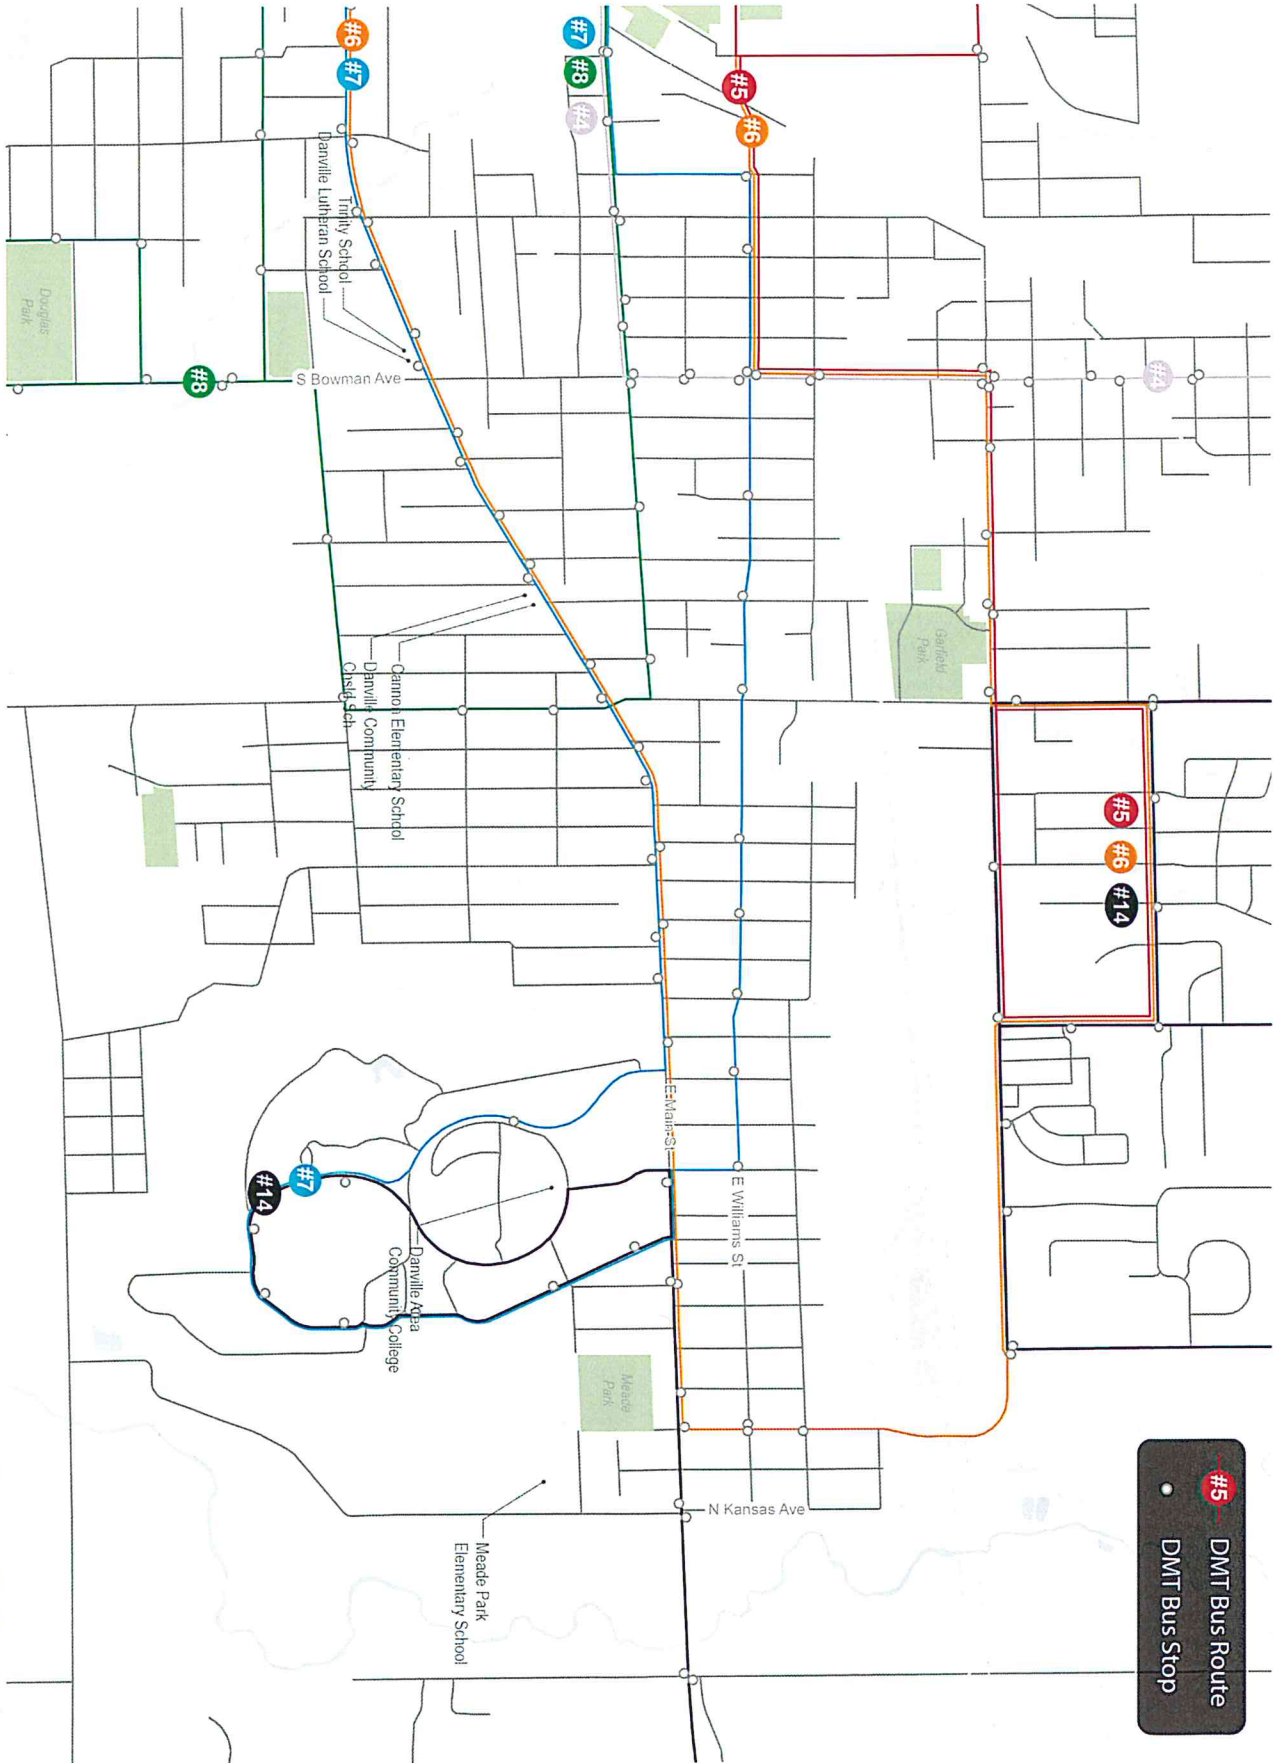 #5 DMT Bus Route
DMT Bus Stop
#4
#5
#6
#14
Garfield
Park
#5
#6
#7
#8
#4
E Williams St
N Kansas Ave
E Main St
Meade
Park
Meade Park
Elementary School
Cannon Elementary School
Danville Community
Chsld Sch
Danville Area
Community College
#6
#7
Trinity School
Danville Lutheran School
S Bowman Ave
#7
#14
#8
Douglas
Park